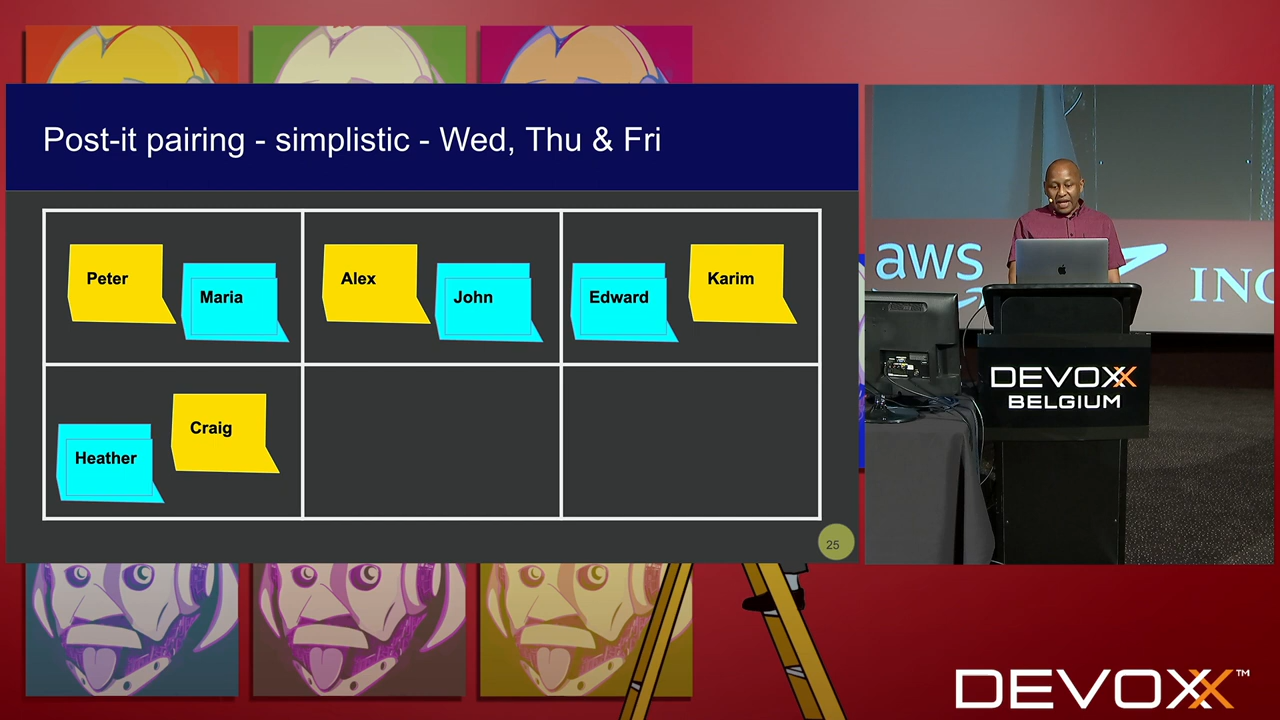 Post-it pairing - simplistic - Wed, Thu & Fri
Peter
Maria
Alex
John
Edward
Karim
Heather
Craig
25
aws
ING
DEVOXX
BELGIUM
DEVOXX™